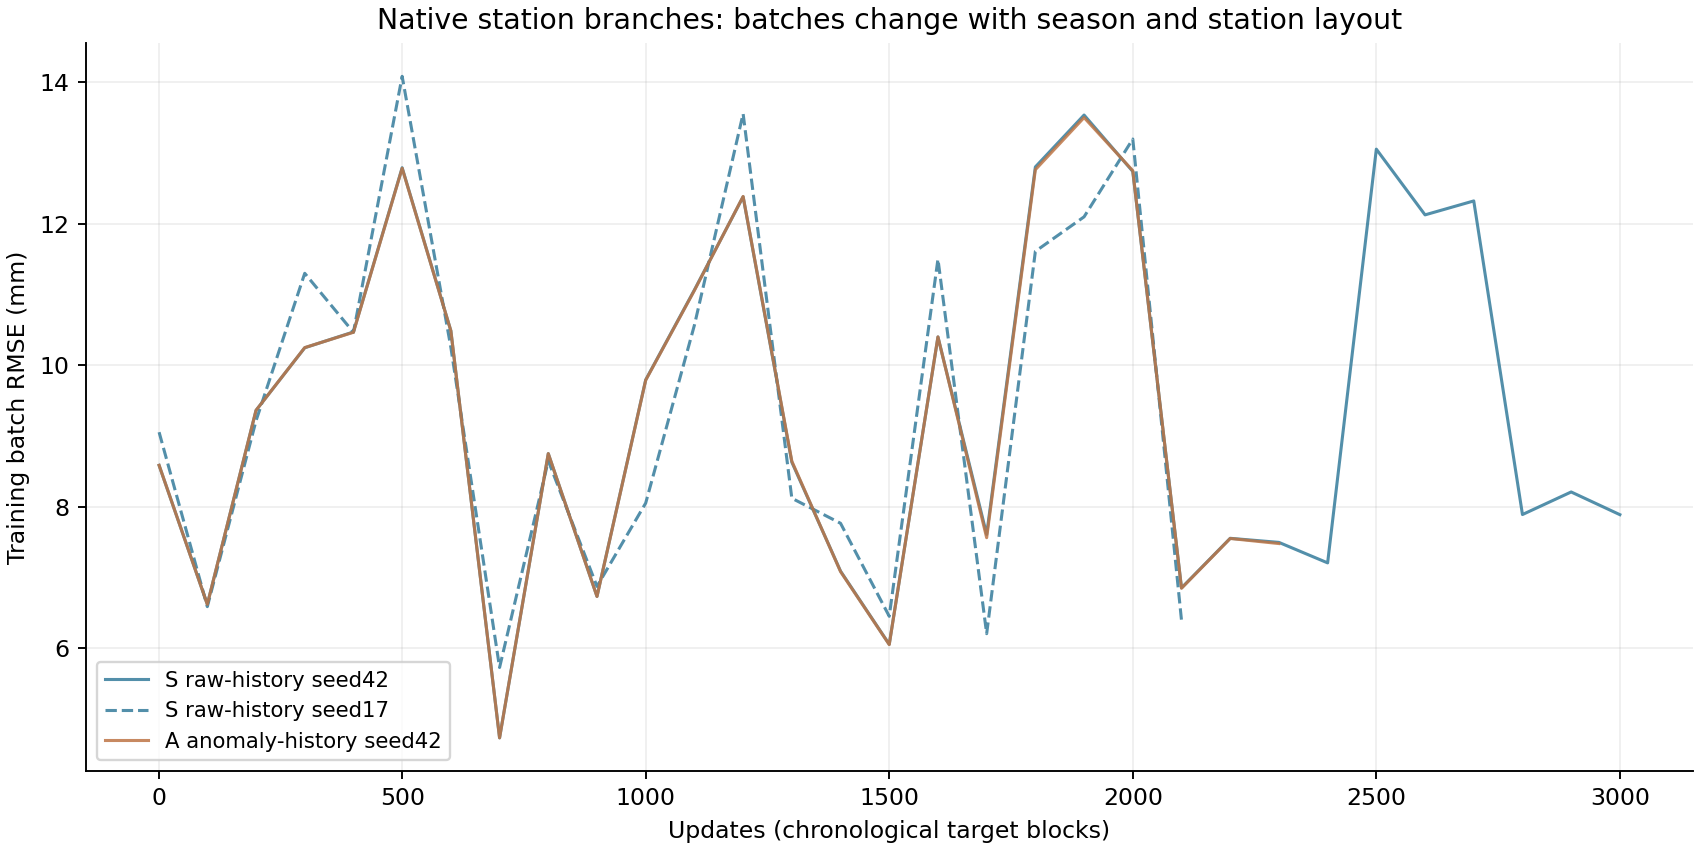 Native station branches: batches change with season and station layout
Training batch RMSE (mm)
14
12
10
8
6
S raw-history seed42
S raw-history seed17
A anomaly-history seed42
0 500 1000 1500 2000 2500 3000
Updates (chronological target blocks)